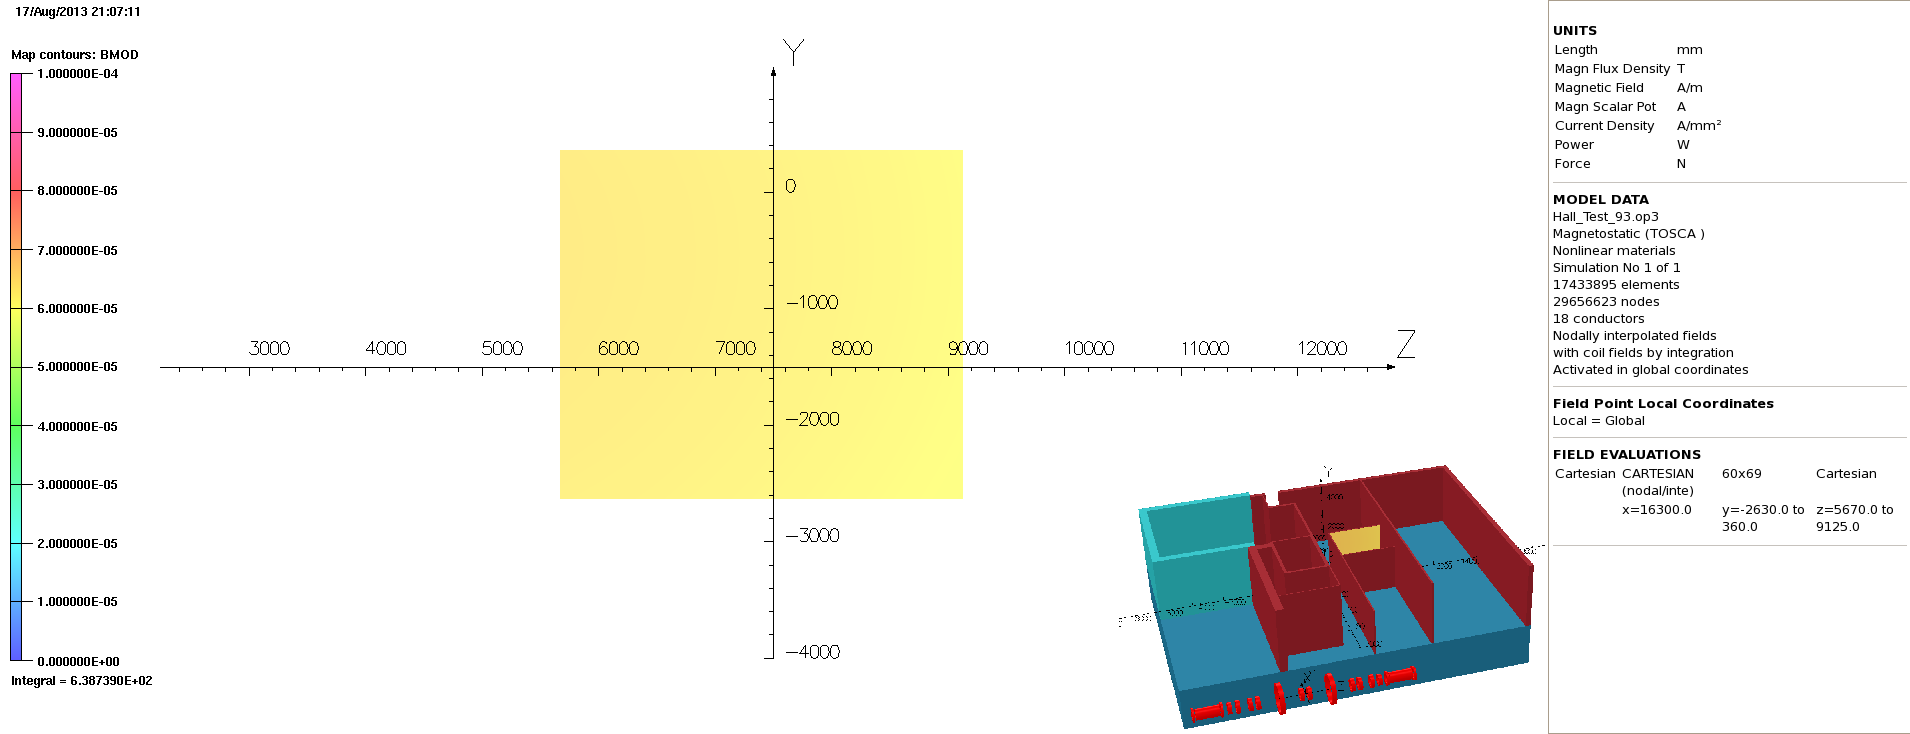 17/Aug/2013 21:07:11
Map contours: BMOD
1.000000E-04
9.000000E-05
8.000000E-05
7.000000E-05
6.000000E-05
5.000000E-05
4.000000E-05
3.000000E-05
2.000000E-05
1.000000E-05
0.000000E+00
Integral = 6.387390E+02
Y
0
-1000
3000 4000 5000 6000 7000 8000 9000 10000 11000 12000 Z
-2000
-3000
-4000
UNITS
Length mm
Magn Flux Density T
Magnetic Field A/m
Magn Scalar Pot A
Current Density A/mm²
Power W
Force N
MODEL DATA
Hall_Test_93.op3
Magnetostatic (TOSCA )
Nonlinear materials
Simulation No 1 of 1
17433895 elements
29656623 nodes
18 conductors
Nodally interpolated fields
with coil fields by integration
Activated in global coordinates
Field Point Local Coordinates
Local = Global
FIELD EVALUATIONS
Cartesian CARTESIAN 60x69 Cartesian
(nodal/inte)
x=16300.0 y=-2630.0 to z=5670.0 to
360.0 9125.0
Y